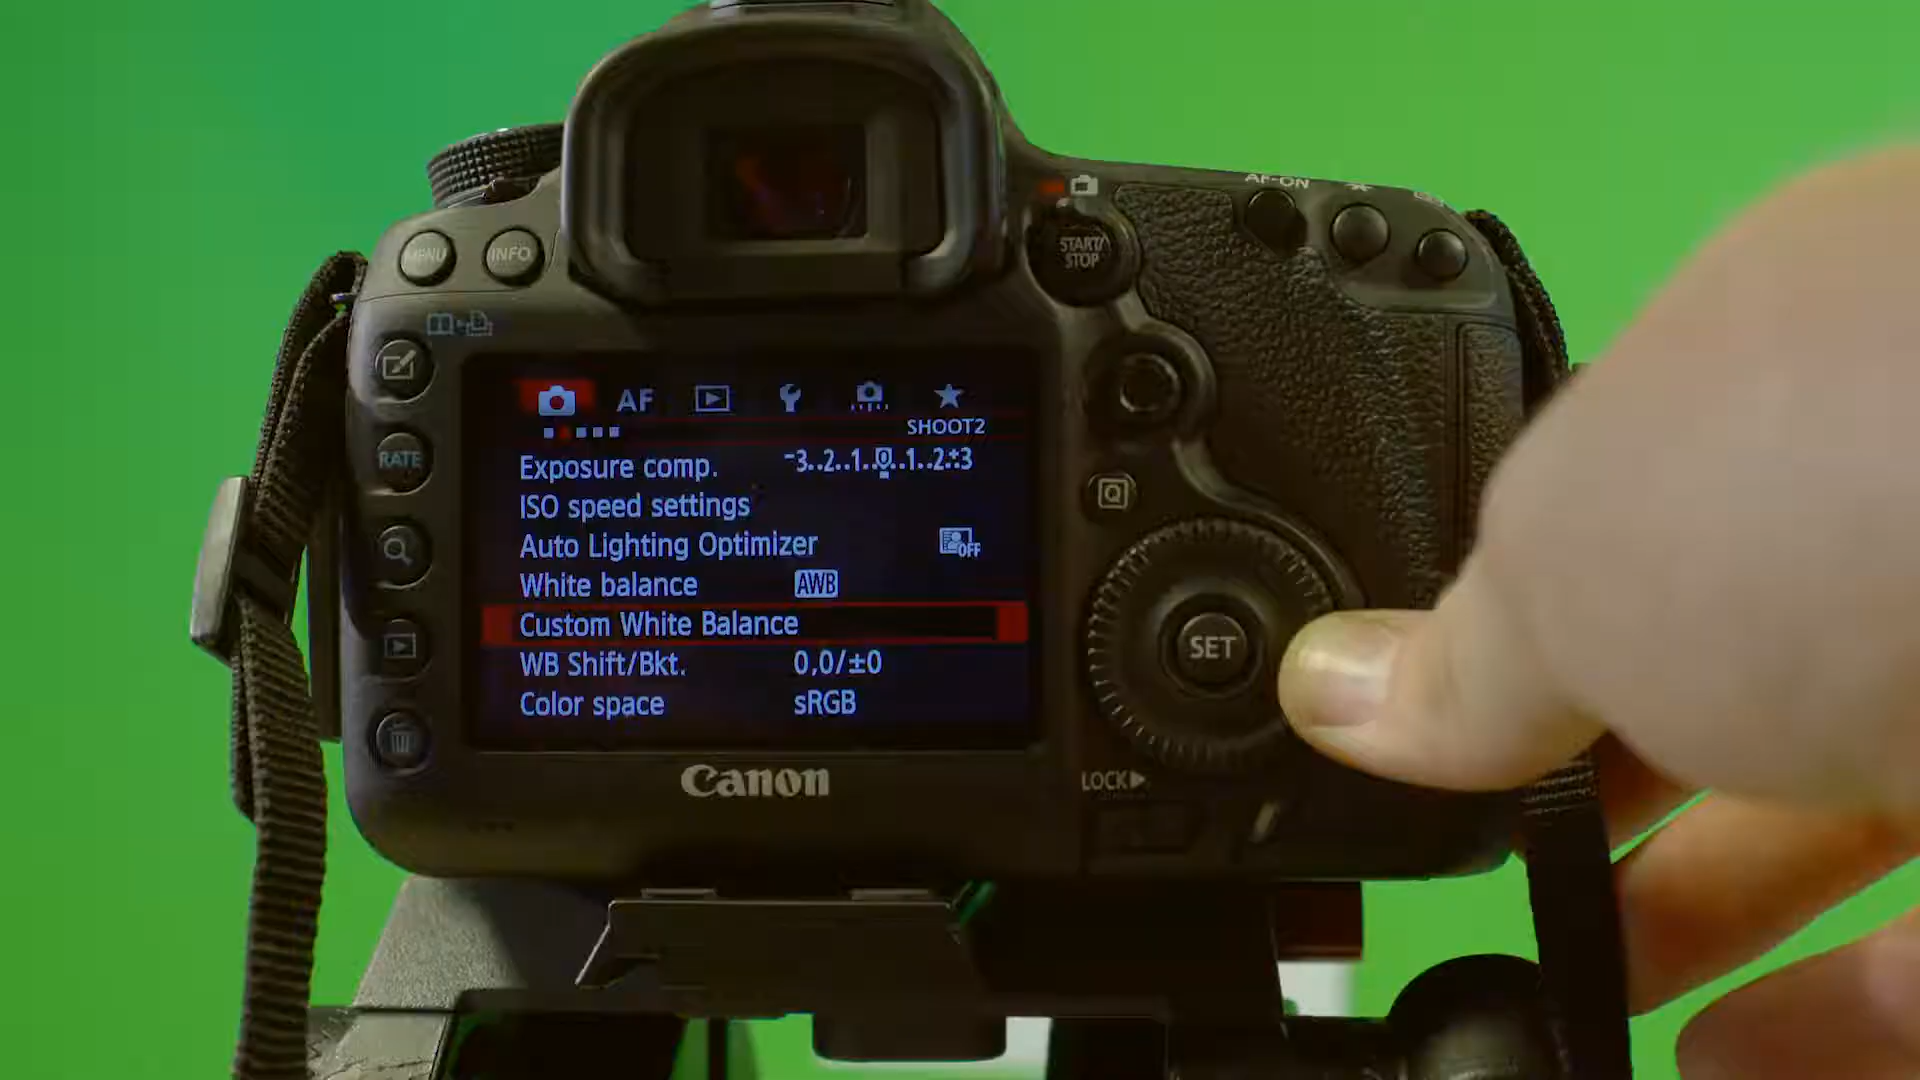 AF-ON
MENU
INFO
START/
STOP
AF
SHOOT2
RATE
Exposure comp. -3..2..1..0..1..2.+3
ISO speed settings
Auto Lighting Optimizer OFF
White balance AWB
Custom White Balance
WB Shift/Bkt. 0,0/±0
Color space sRGB
Q
SET
Canon
LOCK▶